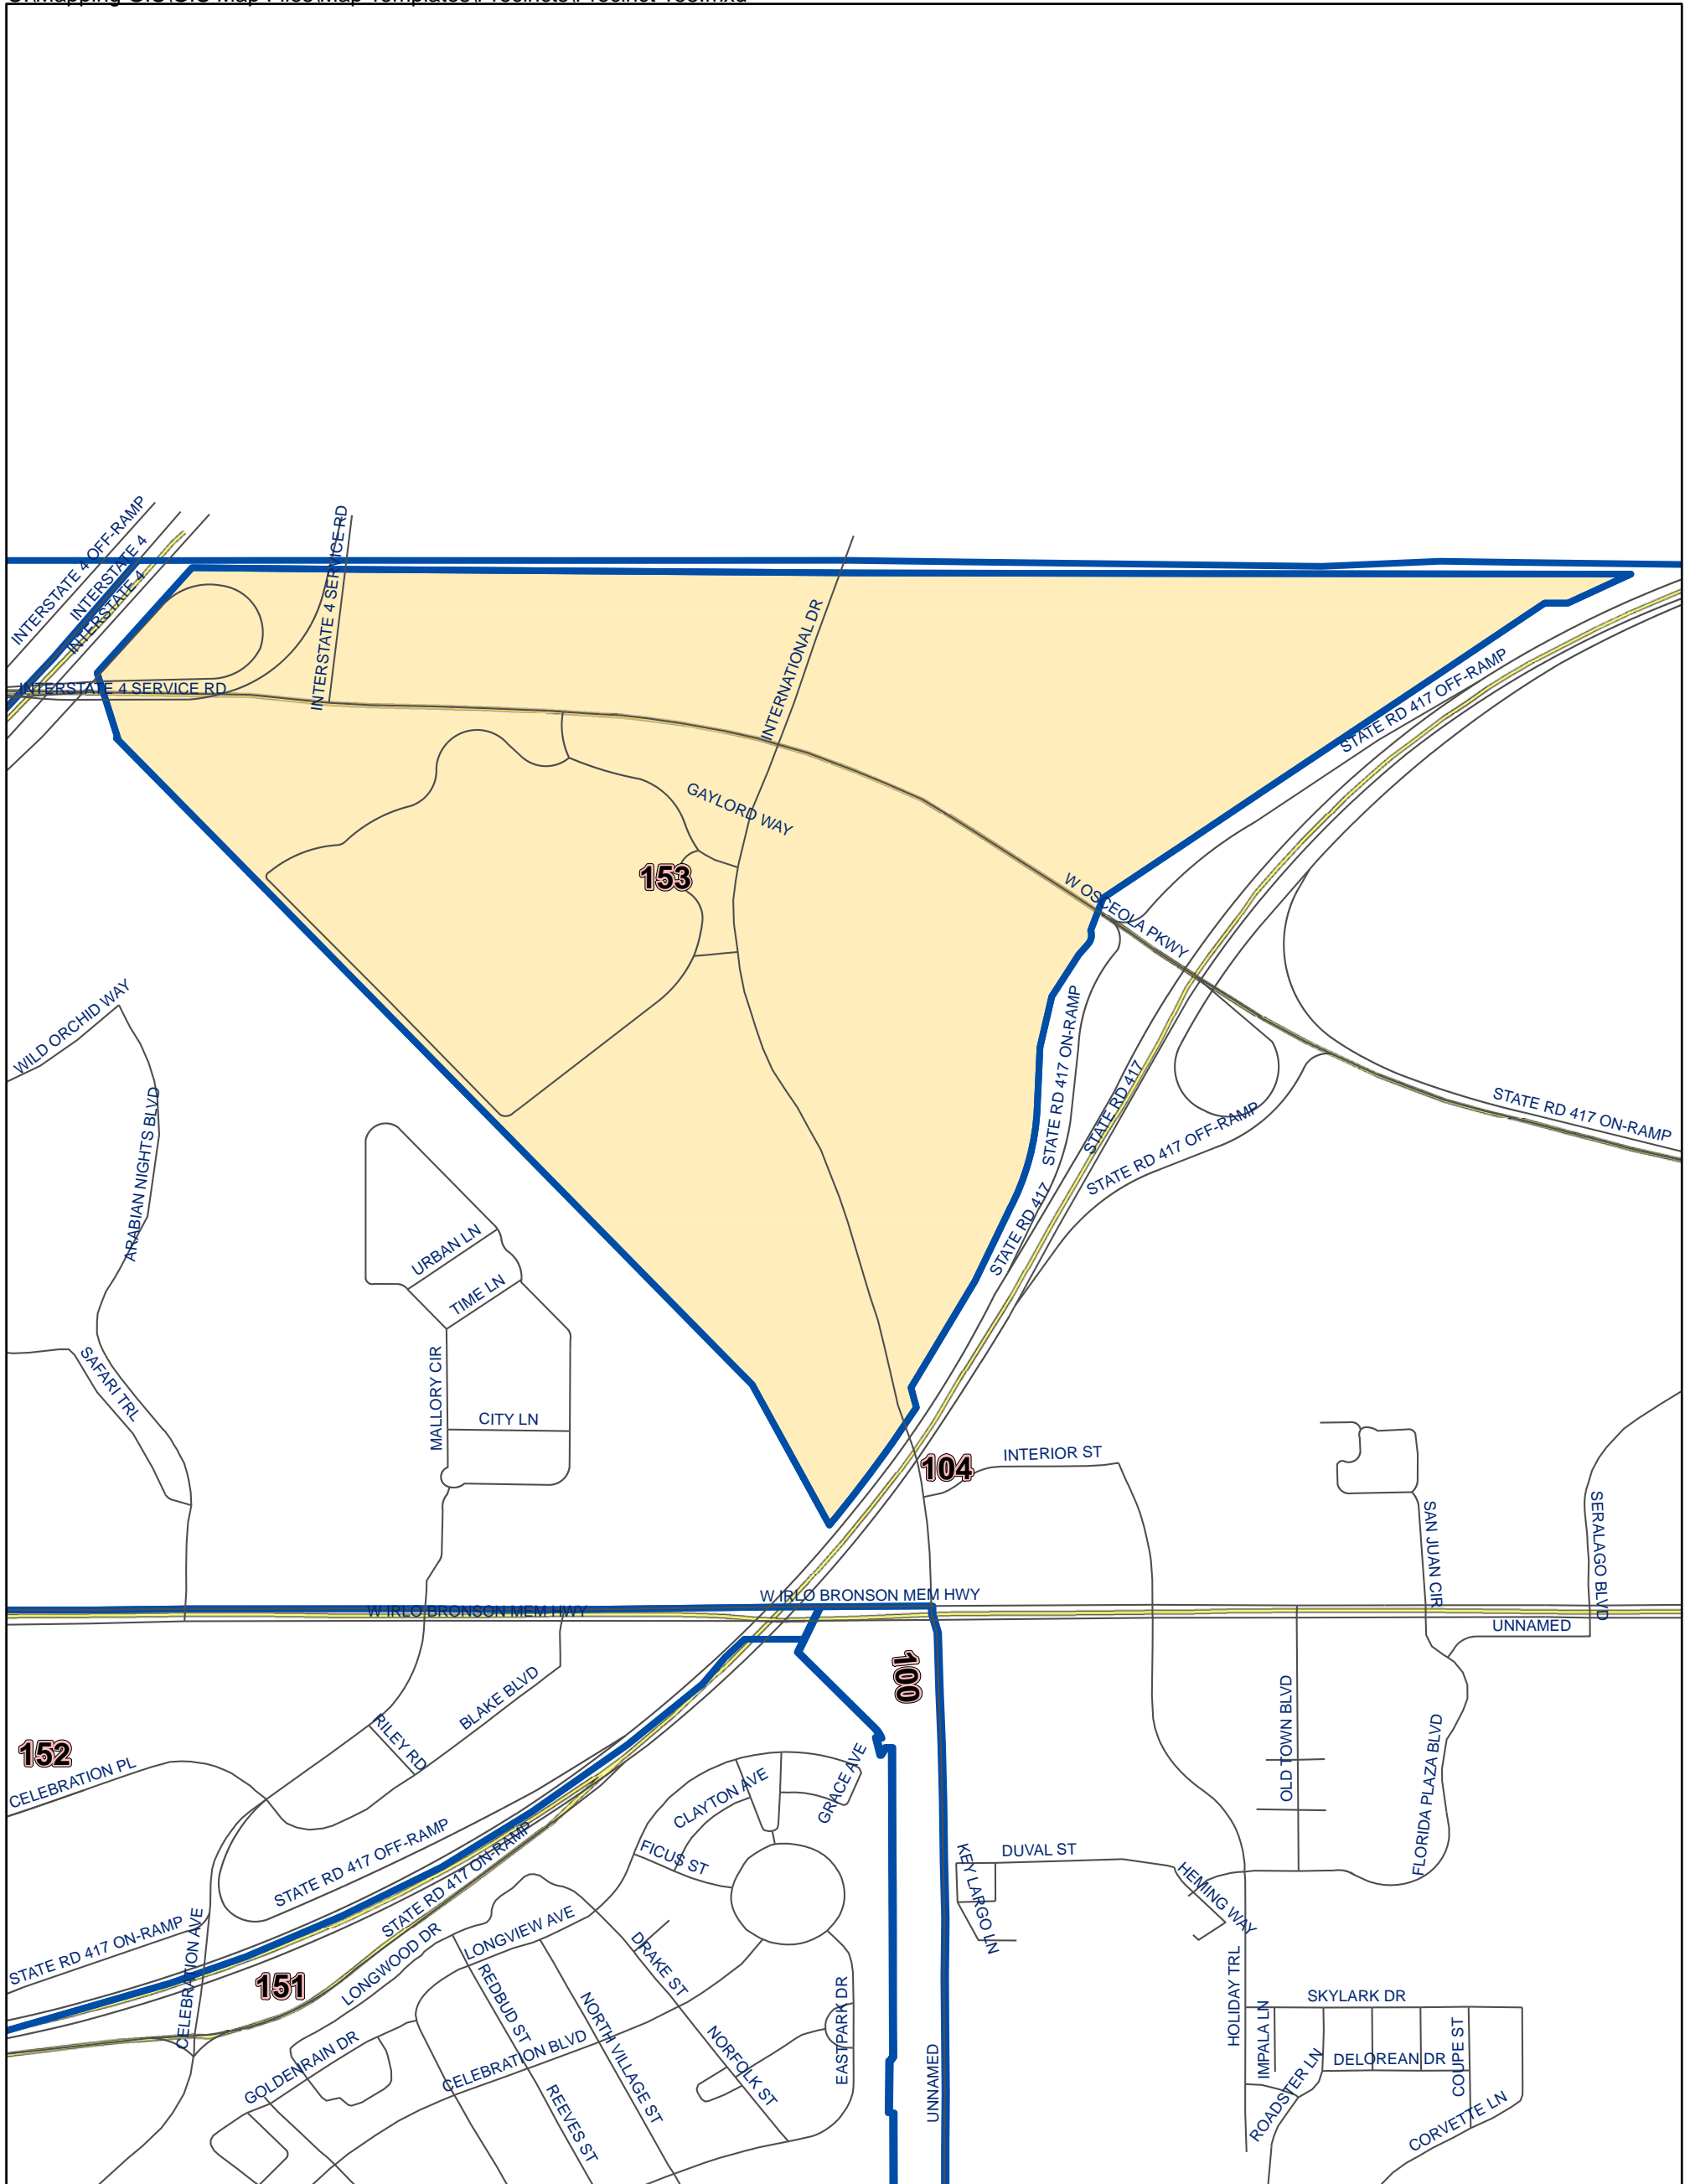 INTERSTATE 4 OFF-RAMP
INTERSTATE 4
INTERSTATE 4
INTERSTATE 4 SERVICE RD
INTERSTATE 4 SERVICE RD
INTERNATIONAL DR
STATE RD 417 OFF-RAMP
GAYLORD WAY
153
W OSCEOLA PKWY
WILD ORCHID WAY
STATE RD 417 ON-RAMP
STATE RD 417
ARABIAN NIGHTS BLVD
STATE RD 417 ON-RAMP
STATE RD 417 OFF-RAMP
STATE RD 417
URBAN LN
TIME LN
SAFARI TRL
MALLORY CIR
CITY LN
INTERIOR ST
104
SAN JUAN CIR
SERALAGO BLVD
W IRLO BRONSON MEM HWY
W IRLO BRONSON MEM HWY
UNNAMED
100
BLAKE BLVD
RILEY RD
OLD TOWN BLVD
FLORIDA PLAZA BLVD
152
CELEBRATION PL
CLAYTON AVE
GRACE AVE
FICUS ST
STATE RD 417 OFF-RAMP
STATE RD 417 ON-RAMP
KEY LARGO LN
DUVAL ST
HEMING WAY
STATE RD 417 ON-RAMP
CELEBRATION AVE
LONGWOOD DR
LONGVIEW AVE
DRAKE ST
151
REDBUD ST
NORTH VILLAGE ST
EASTPARK DR
HOLIDAY TRL
SKYLARK DR
IMPALA LN
DELOREAN DR
COUPE ST
GOLDENRAIN DR
CELEBRATION BLVD
NORFOLK ST
UNNAMED
REEVES ST
ROADSTER LN
CORVETTE LN